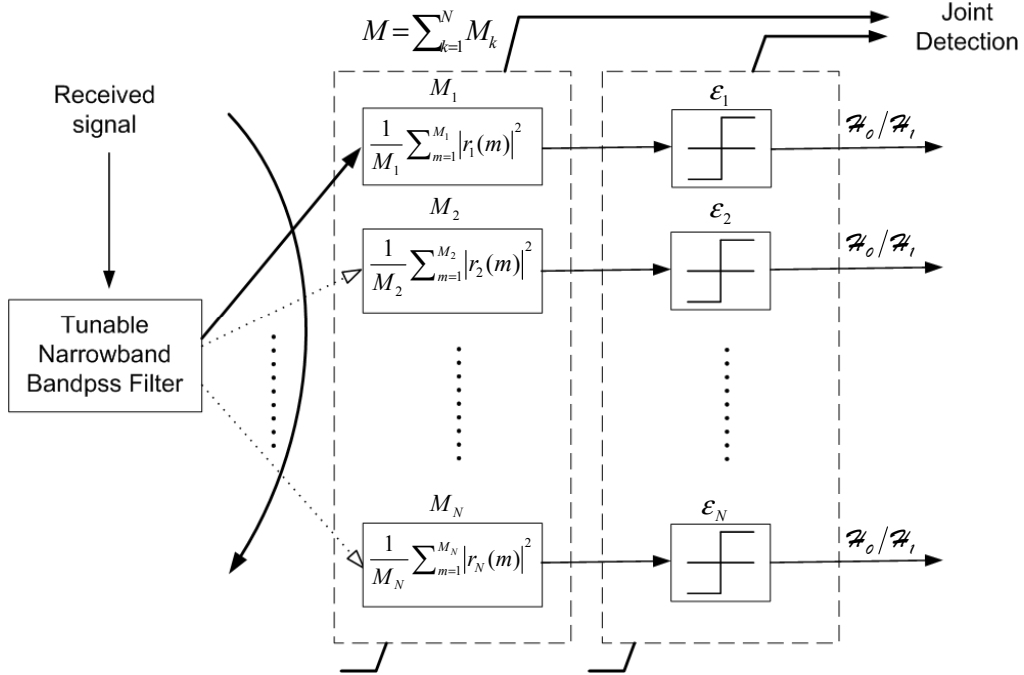 M = ∑_{k=1}^{N} M_k
Joint
Detection
Received
signal
M_1
ε_1
1/M_1 ∑_{m=1}^{M_1} |r_1(m)|^2
ℋ_0/ℋ_1
M_2
ε_2
1/M_2 ∑_{m=1}^{M_2} |r_2(m)|^2
ℋ_0/ℋ_1
Tunable
Narrowband
Bandpss Filter
M_N
ε_N
1/M_N ∑_{m=1}^{M_N} |r_N(m)|^2
ℋ_0/ℋ_1